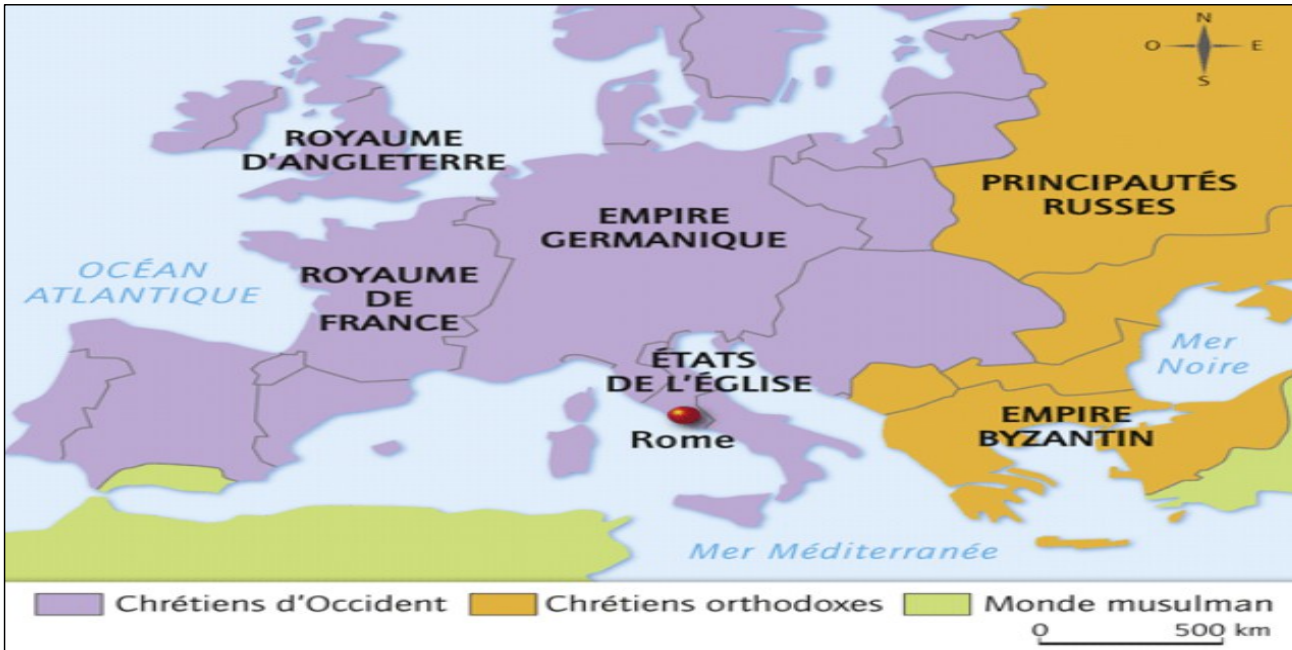 N
O E
S
ROYAUME
D'ANGLETERRE
PRINCIPAUTÉS
RUSSES
EMPIRE
GERMANIQUE
OCÉAN
ATLANTIQUE
ROYAUME
DE
FRANCE
Mer
Noire
ÉTATS
DE L'ÉGLISE
Rome
EMPIRE
BYZANTIN
Mer Méditerranée
Chrétiens d'Occident
Chrétiens orthodoxes
Monde musulman
0 500 km